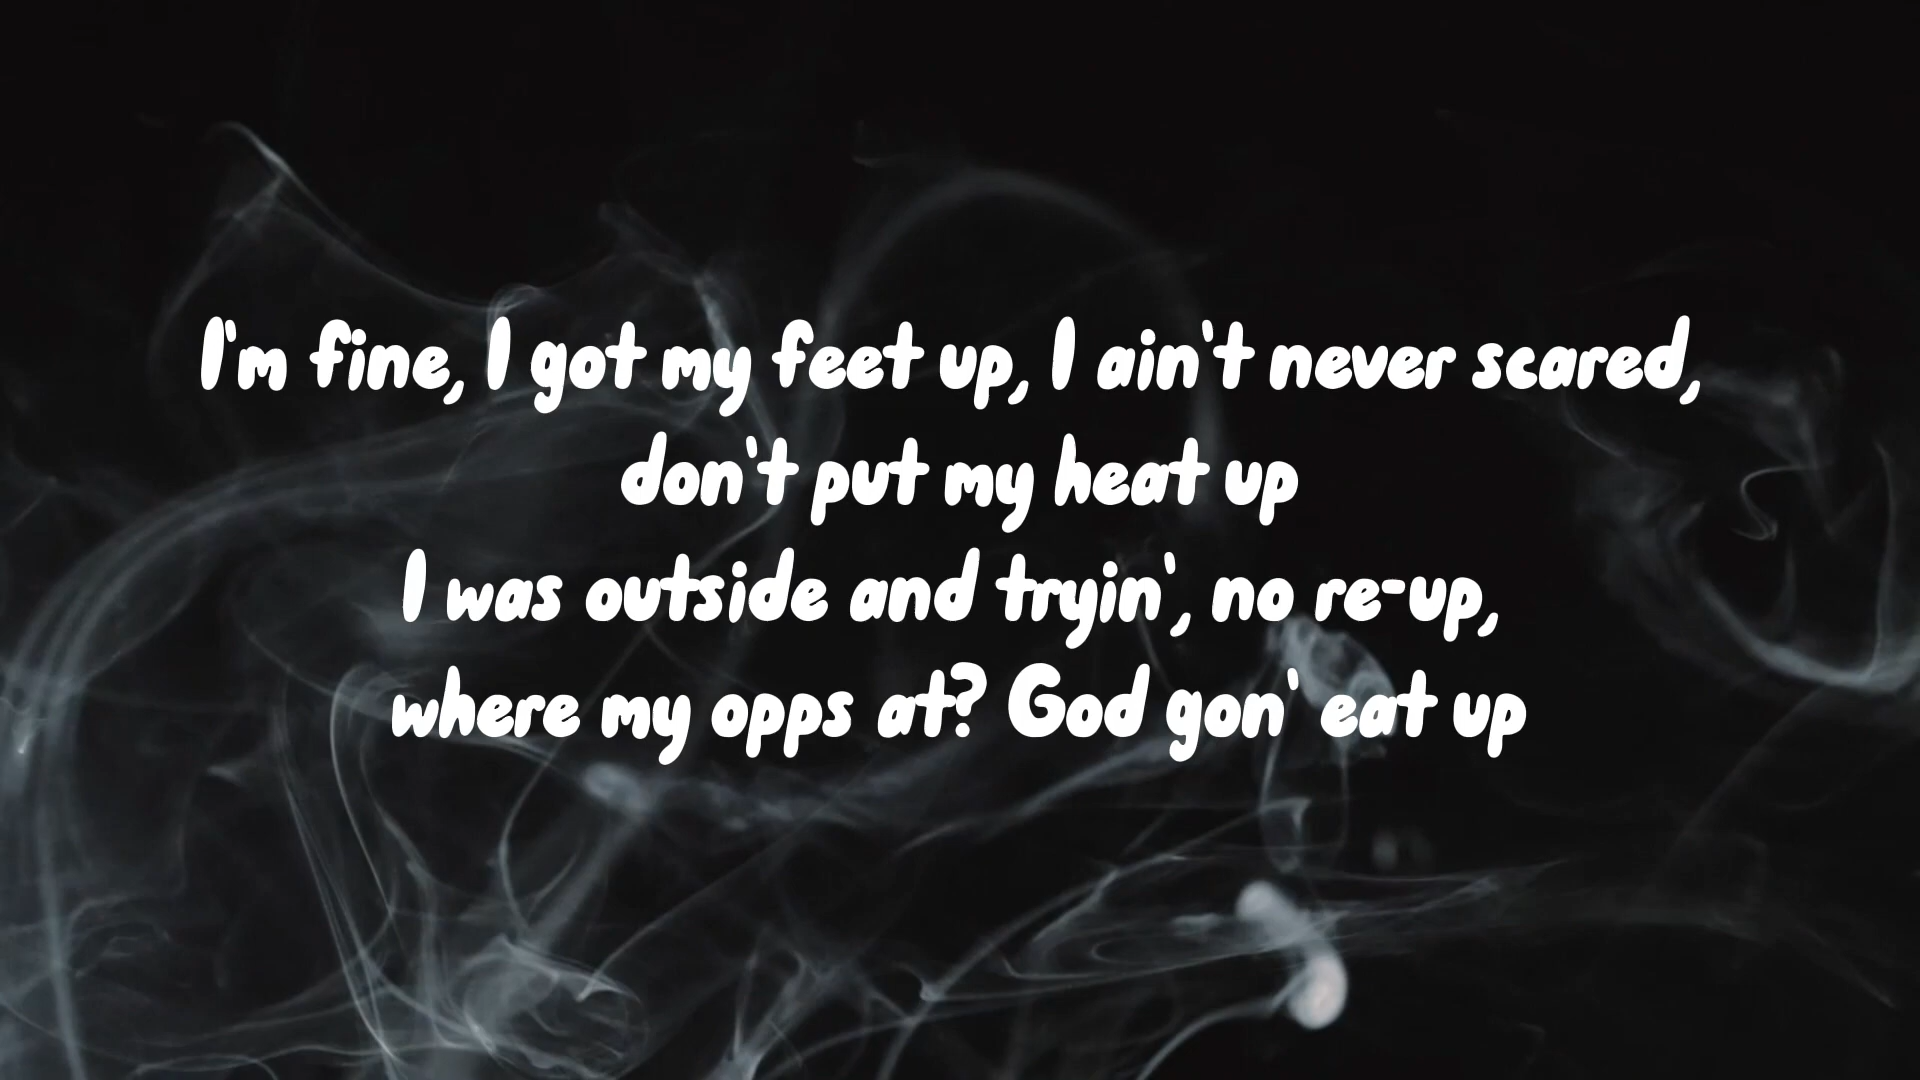 I'm fine, I got my feet up, I ain't never scared,
don't put my heat up
I was outside and tryin', no re-up,
where my opps at? God gon' eat up